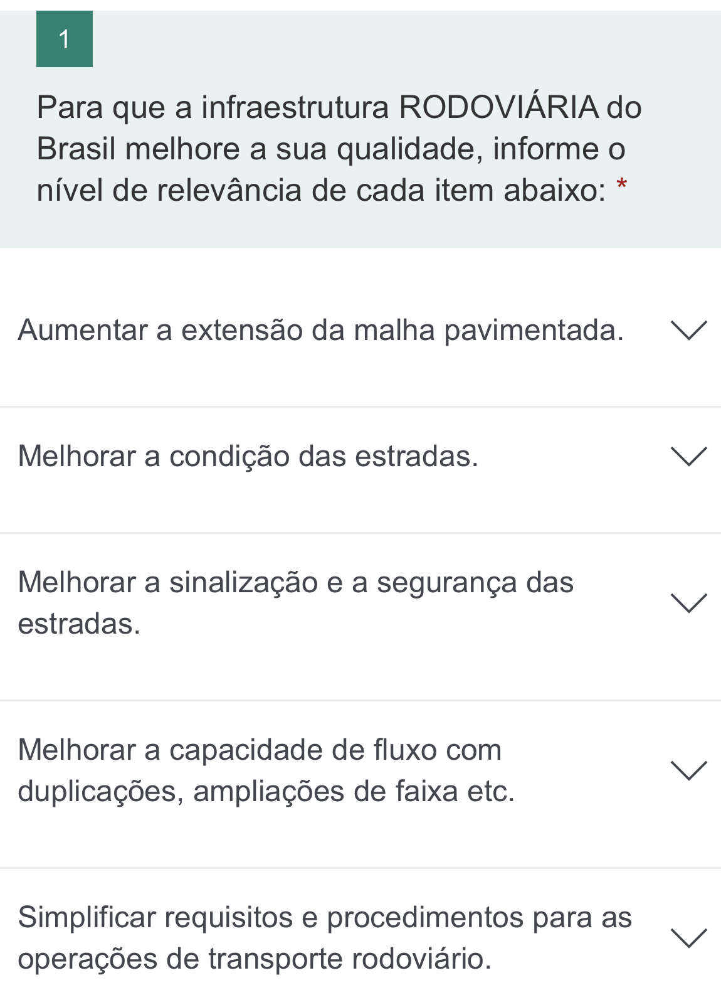 1
Para que a infraestrutura RODOVIÁRIA do
Brasil melhore a sua qualidade, informe o
nível de relevância de cada item abaixo: *
Aumentar a extensão da malha pavimentada.
Melhorar a condição das estradas.
Melhorar a sinalização e a segurança das
estradas.
Melhorar a capacidade de fluxo com
duplicações, ampliações de faixa etc.
Simplificar requisitos e procedimentos para as
operações de transporte rodoviário.